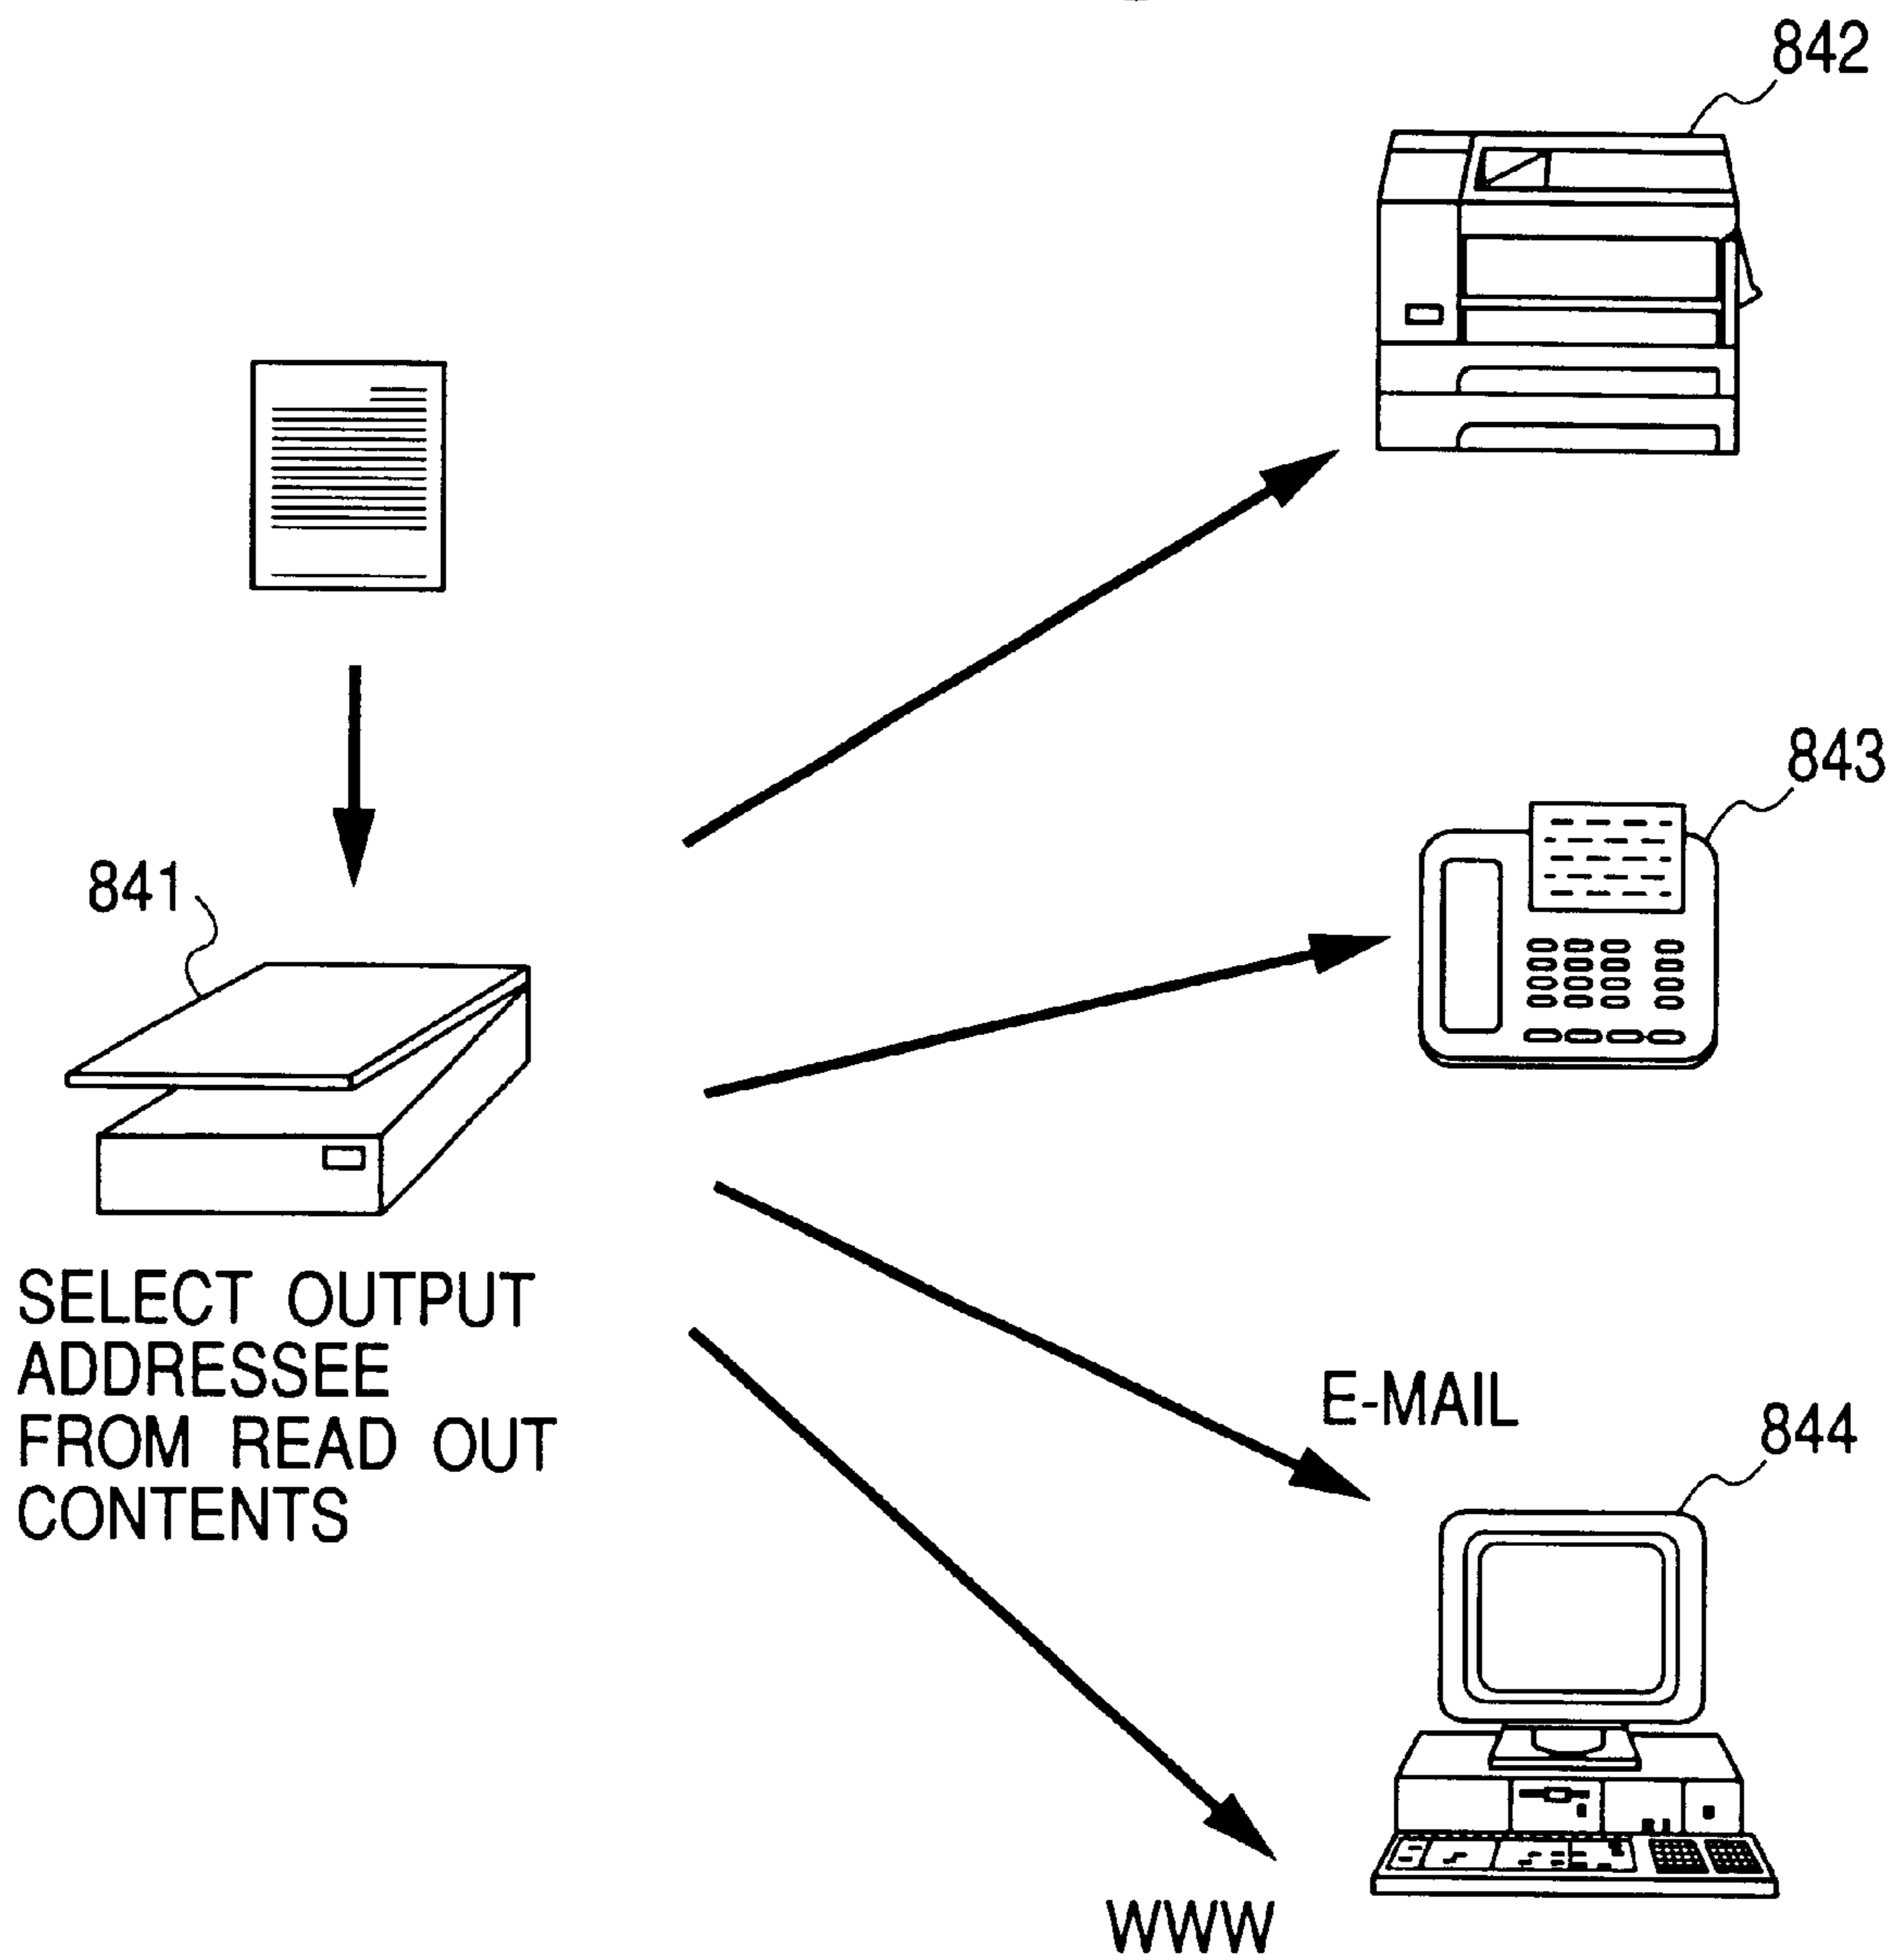 842
843
841
SELECT OUTPUT
ADDRESSEE
FROM READ OUT
CONTENTS
E-MAIL
844
WWW